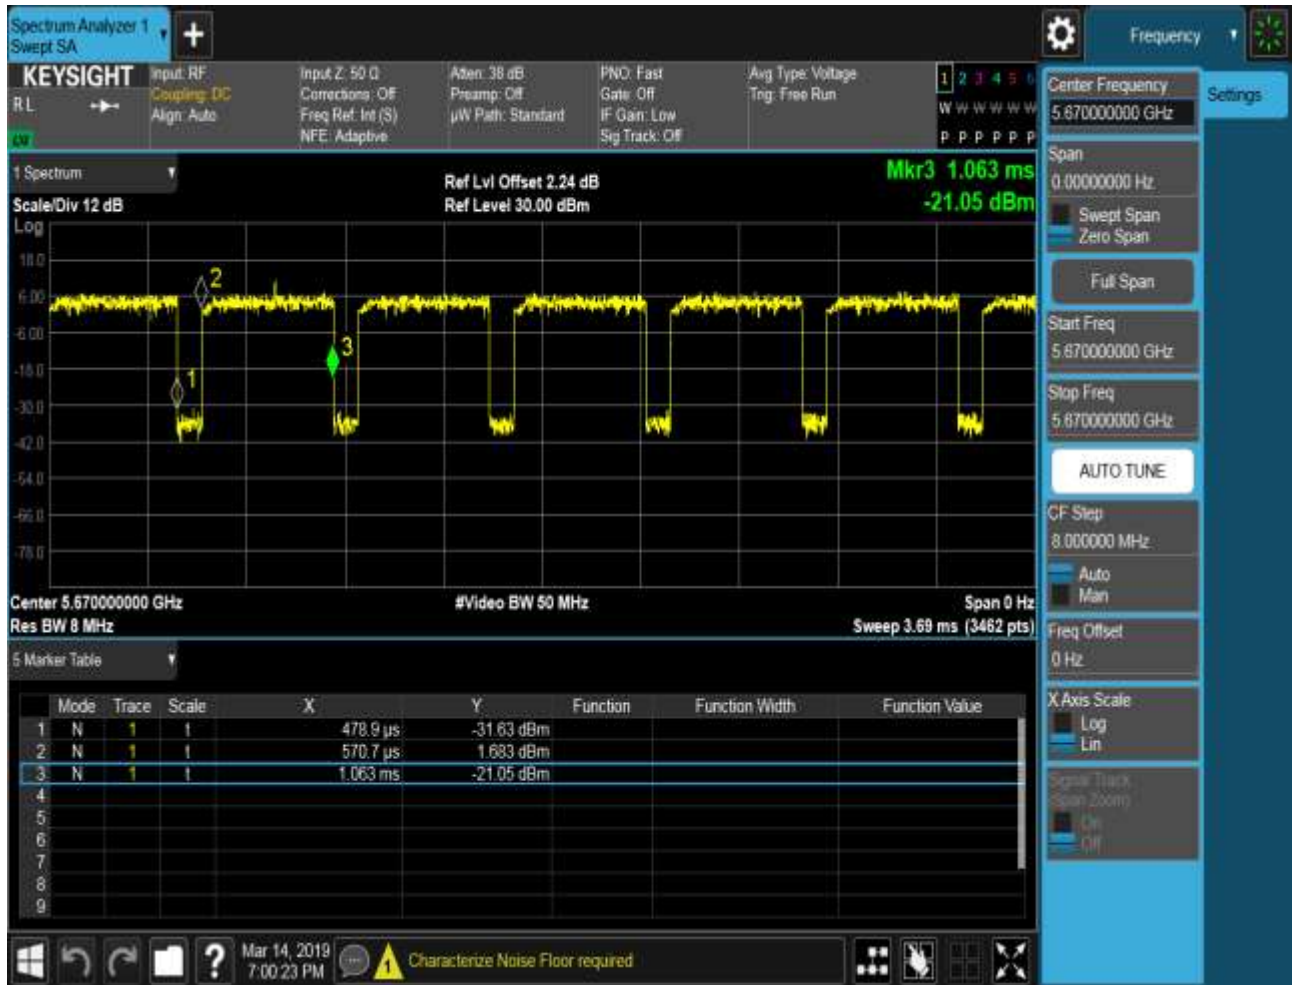 Spectrum Analyzer 1
Swept SA
+
Frequency
KEYSIGHT
RL
Input: RF
Coupling: DC
Align: Auto
Input Z: 50 Ω
Corrections: Off
Freq Ref: Int (S)
NFE: Adaptive
Atten: 38 dB
Preamp: Off
µW Path: Standard
PNO: Fast
Gate: Off
IF Gain: Low
Sig Track: Off
Avg Type: Voltage
Trig: Free Run
1 2 3 4 5 6
W W W W W W
P P P P P P
1 Spectrum
Scale/Div 12 dB
Ref Lvl Offset 2.24 dB
Ref Level 30.00 dBm
Mkr3 1.063 ms
-21.05 dBm
Log
18.0
6.00
-6.00
-18.0
-30.0
-42.0
-54.0
-66.0
-78.0
1
2
3
Center 5.670000000 GHz
#Video BW 50 MHz
Span 0 Hz
Res BW 8 MHz
Sweep 3.69 ms (3462 pts)
5 Marker Table
Mode Trace Scale X Y Function Function Width Function Value
1 N 1 t 478.9 µs -31.63 dBm
2 N 1 t 570.7 µs 1.683 dBm
3 N 1 t 1.063 ms -21.05 dBm
4
5
6
7
8
9
Center Frequency
5.670000000 GHz
Settings
Span
0.00000000 Hz
Swept Span
Zero Span
Full Span
Start Freq
5.670000000 GHz
Stop Freq
5.670000000 GHz
AUTO TUNE
CF Step
8.000000 MHz
Auto
Man
Freq Offset
0 Hz
X Axis Scale
Log
Lin
Signal Track
(Span Zoom)
On
Off
?
Mar 14, 2019
7:00:23 PM
1
Characterize Noise Floor required